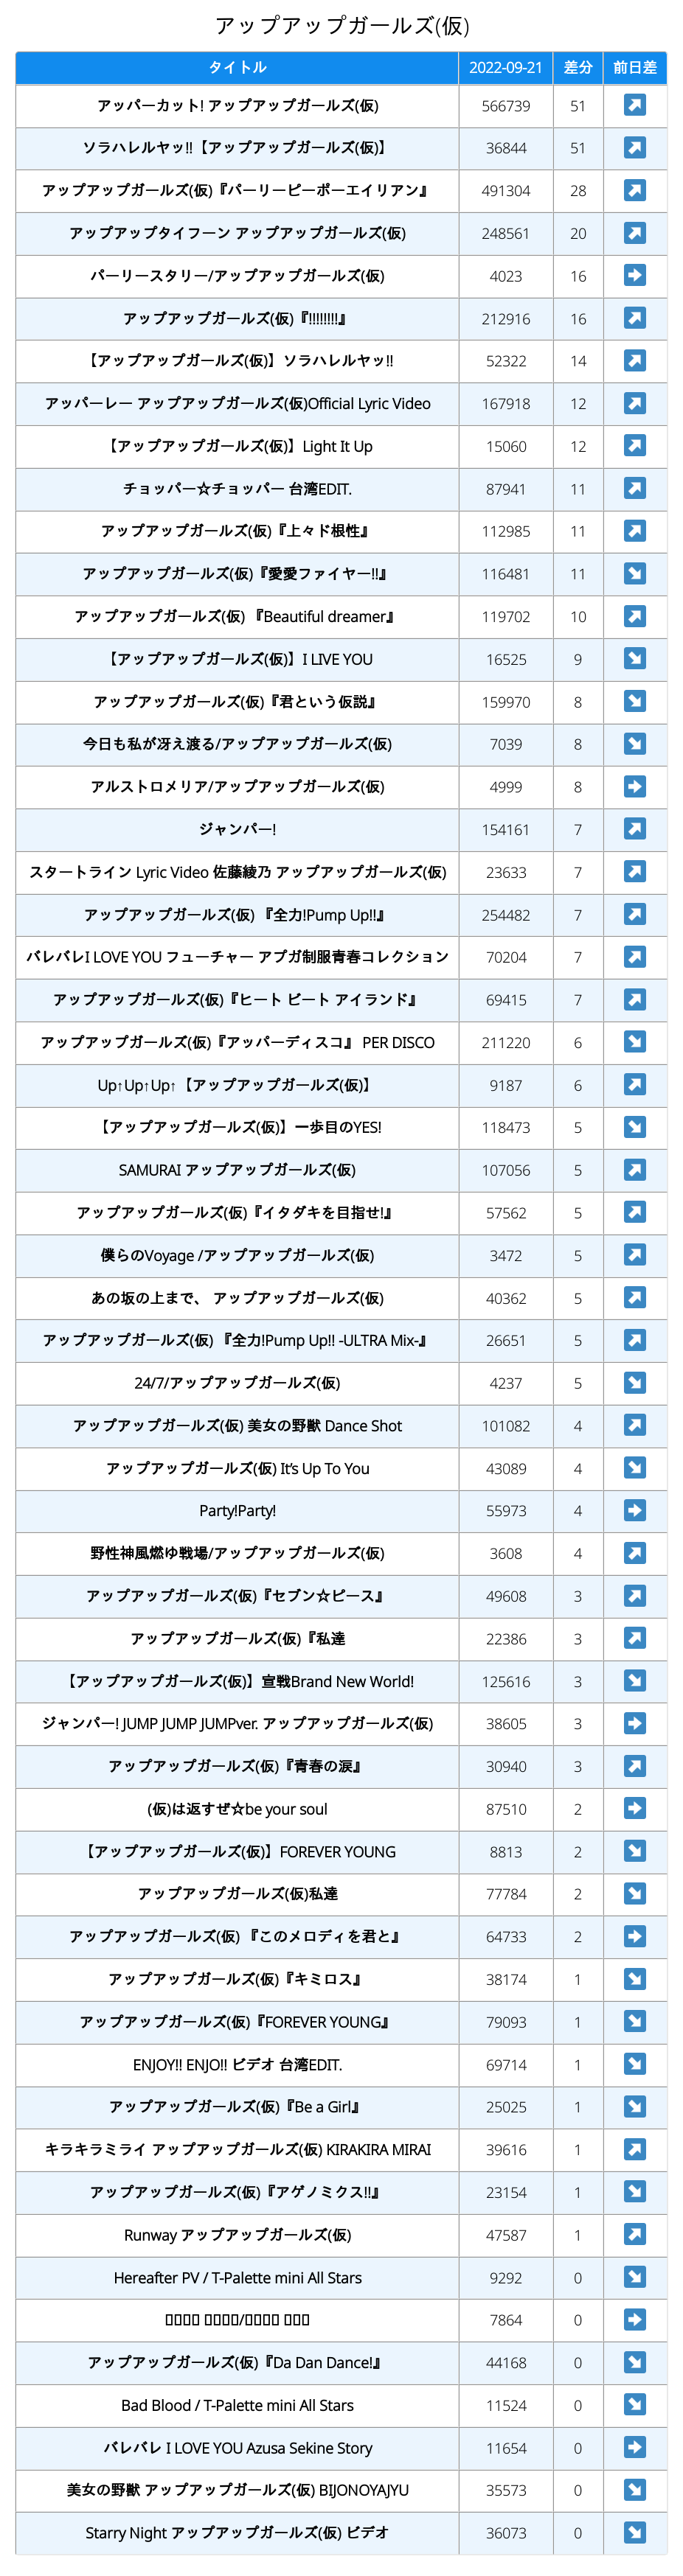 アップアップガールズ(仮)
タイトル 2022-09-21 差分 前日差
アッパーカット! アップアップガールズ(仮) 566739 51
ソラハレルヤッ!!【アップアップガールズ(仮)】 36844 51
アップアップガールズ(仮)『パーリーピーポーエイリアン』 491304 28
アップアップタイフーン アップアップガールズ(仮) 248561 20
パーリースタリー/アップアップガールズ(仮) 4023 16
アップアップガールズ(仮)『!!!!!!!!』 212916 16
【アップアップガールズ(仮)】ソラハレルヤッ!! 52322 14
アッパーレー アップアップガールズ(仮)Official Lyric Video 167918 12
【アップアップガールズ(仮)】Light It Up 15060 12
チョッパー☆チョッパー 台湾EDIT. 87941 11
アップアップガールズ(仮)『上々ド根性』 112985 11
アップアップガールズ(仮)『愛愛ファイヤー!!』 116481 11
アップアップガールズ(仮) 『Beautiful dreamer』 119702 10
【アップアップガールズ(仮)】I LIVE YOU 16525 9
アップアップガールズ(仮)『君という仮説』 159970 8
今日も私が冴え渡る/アップアップガールズ(仮) 7039 8
アルストロメリア/アップアップガールズ(仮) 4999 8
ジャンパー! 154161 7
スタートライン Lyric Video 佐藤綾乃 アップアップガールズ(仮) 23633 7
アップアップガールズ(仮) 『全力!Pump Up!!』 254482 7
バレバレI LOVE YOU フューチャー アプガ制服青春コレクション 70204 7
アップアップガールズ(仮)『ヒート ビート アイランド』 69415 7
アップアップガールズ(仮)『アッパーディスコ』 PER DISCO 211220 6
Up↑Up↑Up↑【アップアップガールズ(仮)】 9187 6
【アップアップガールズ(仮)】一歩目のYES! 118473 5
SAMURAI アップアップガールズ(仮) 107056 5
アップアップガールズ(仮)『イタダキを目指せ!』 57562 5
僕らのVoyage /アップアップガールズ(仮) 3472 5
あの坂の上まで、 アップアップガールズ(仮) 40362 5
アップアップガールズ(仮) 『全力!Pump Up!! -ULTRA Mix-』 26651 5
24/7/アップアップガールズ(仮) 4237 5
アップアップガールズ(仮) 美女の野獣 Dance Shot 101082 4
アップアップガールズ(仮) It’s Up To You 43089 4
Party!Party! 55973 4
野性神風燃ゆ戦場/アップアップガールズ(仮) 3608 4
アップアップガールズ(仮)『セブン☆ピース』 49608 3
アップアップガールズ(仮)『私達 22386 3
【アップアップガールズ(仮)】宣戦Brand New World! 125616 3
ジャンパー! JUMP JUMP JUMPver. アップアップガールズ(仮) 38605 3
アップアップガールズ(仮)『青春の涙』 30940 3
(仮)は返すぜ☆be your soul 87510 2
【アップアップガールズ(仮)】FOREVER YOUNG 8813 2
アップアップガールズ(仮)私達 77784 2
アップアップガールズ(仮) 『このメロディを君と』 64733 2
アップアップガールズ(仮)『キミロス』 38174 1
アップアップガールズ(仮)『FOREVER YOUNG』 79093 1
ENJOY!! ENJO!! ビデオ 台湾EDIT. 69714 1
アップアップガールズ(仮)『Be a Girl』 25025 1
キラキラミライ アップアップガールズ(仮) KIRAKIRA MIRAI 39616 1
アップアップガールズ(仮)『アゲノミクス!!』 23154 1
Runway アップアップガールズ(仮) 47587 1
Hereafter PV / T-Palette mini All Stars 9292 0
7864 0
アップアップガールズ(仮)『Da Dan Dance!』 44168 0
Bad Blood / T-Palette mini All Stars 11524 0
バレバレ I LOVE YOU Azusa Sekine Story 11654 0
美女の野獣 アップアップガールズ(仮) BIJONOYAJYU 35573 0
Starry Night アップアップガールズ(仮) ビデオ 36073 0